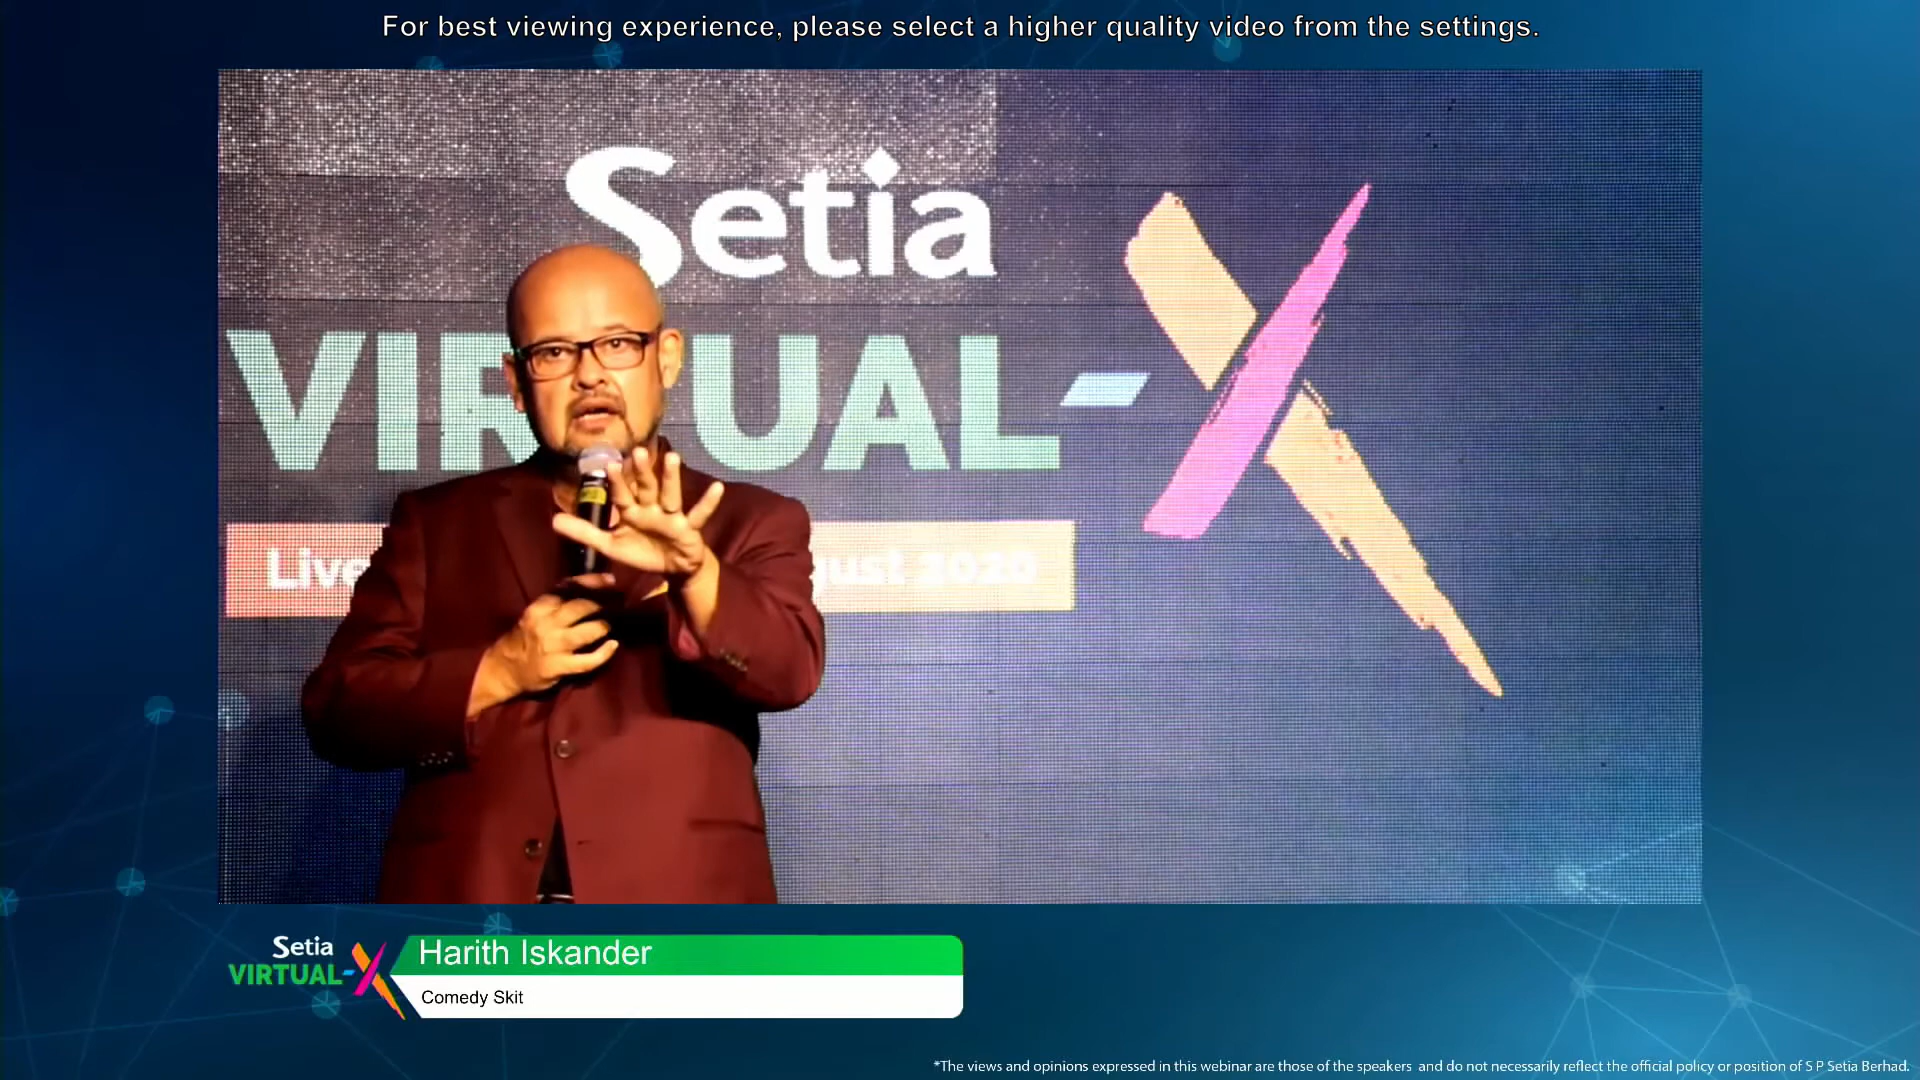 For best viewing experience, please select a higher quality video from the settings.
Setia
VIRTUAL-X
Live
2020
Setia
VIRTUAL-X
Harith Iskander
Comedy Skit
*The views and opinions expressed in this webinar are those of the speakers and do not necessarily reflect the official policy or position of S P Setia Berhad.